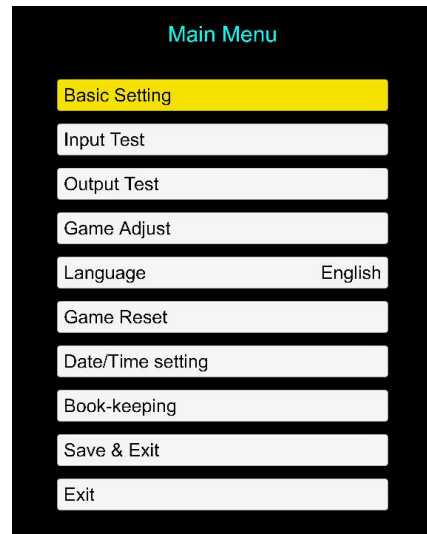 Main Menu
Basic Setting
Input Test
Output Test
Game Adjust
Language English
Game Reset
Date/Time setting
Book-keeping
Save & Exit
Exit